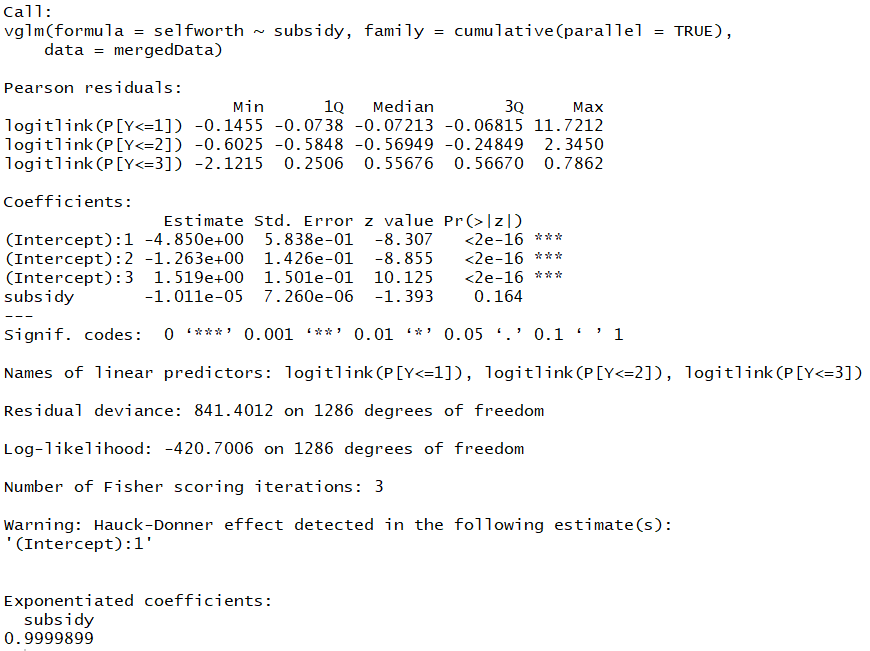 Call:
vglm(formula = selfworth ~ subsidy, family = cumulative(parallel = TRUE),
    data = mergedData)

Pearson residuals:
                       Min      1Q   Median       3Q     Max
logitlink(P[Y<=1]) -0.1455 -0.0738 -0.07213 -0.06815 11.7212
logitlink(P[Y<=2]) -0.6025 -0.5848 -0.56949 -0.24849  2.3450
logitlink(P[Y<=3]) -2.1215  0.2506  0.55676  0.56670  0.7862

Coefficients:
                Estimate Std. Error z value Pr(>|z|)
(Intercept):1 -4.850e+00  5.838e-01  -8.307   <2e-16 ***
(Intercept):2 -1.263e+00  1.426e-01  -8.855   <2e-16 ***
(Intercept):3  1.519e+00  1.501e-01  10.125   <2e-16 ***
subsidy       -1.011e-05  7.260e-06  -1.393    0.164
---
Signif. codes:  0 ‘***’ 0.001 ‘**’ 0.01 ‘*’ 0.05 ‘.’ 0.1 ‘ ’ 1

Names of linear predictors: logitlink(P[Y<=1]), logitlink(P[Y<=2]), logitlink(P[Y<=3])

Residual deviance: 841.4012 on 1286 degrees of freedom

Log-likelihood: -420.7006 on 1286 degrees of freedom

Number of Fisher scoring iterations: 3

Warning: Hauck-Donner effect detected in the following estimate(s):
'(Intercept):1'


Exponentiated coefficients:
  subsidy
0.9999899